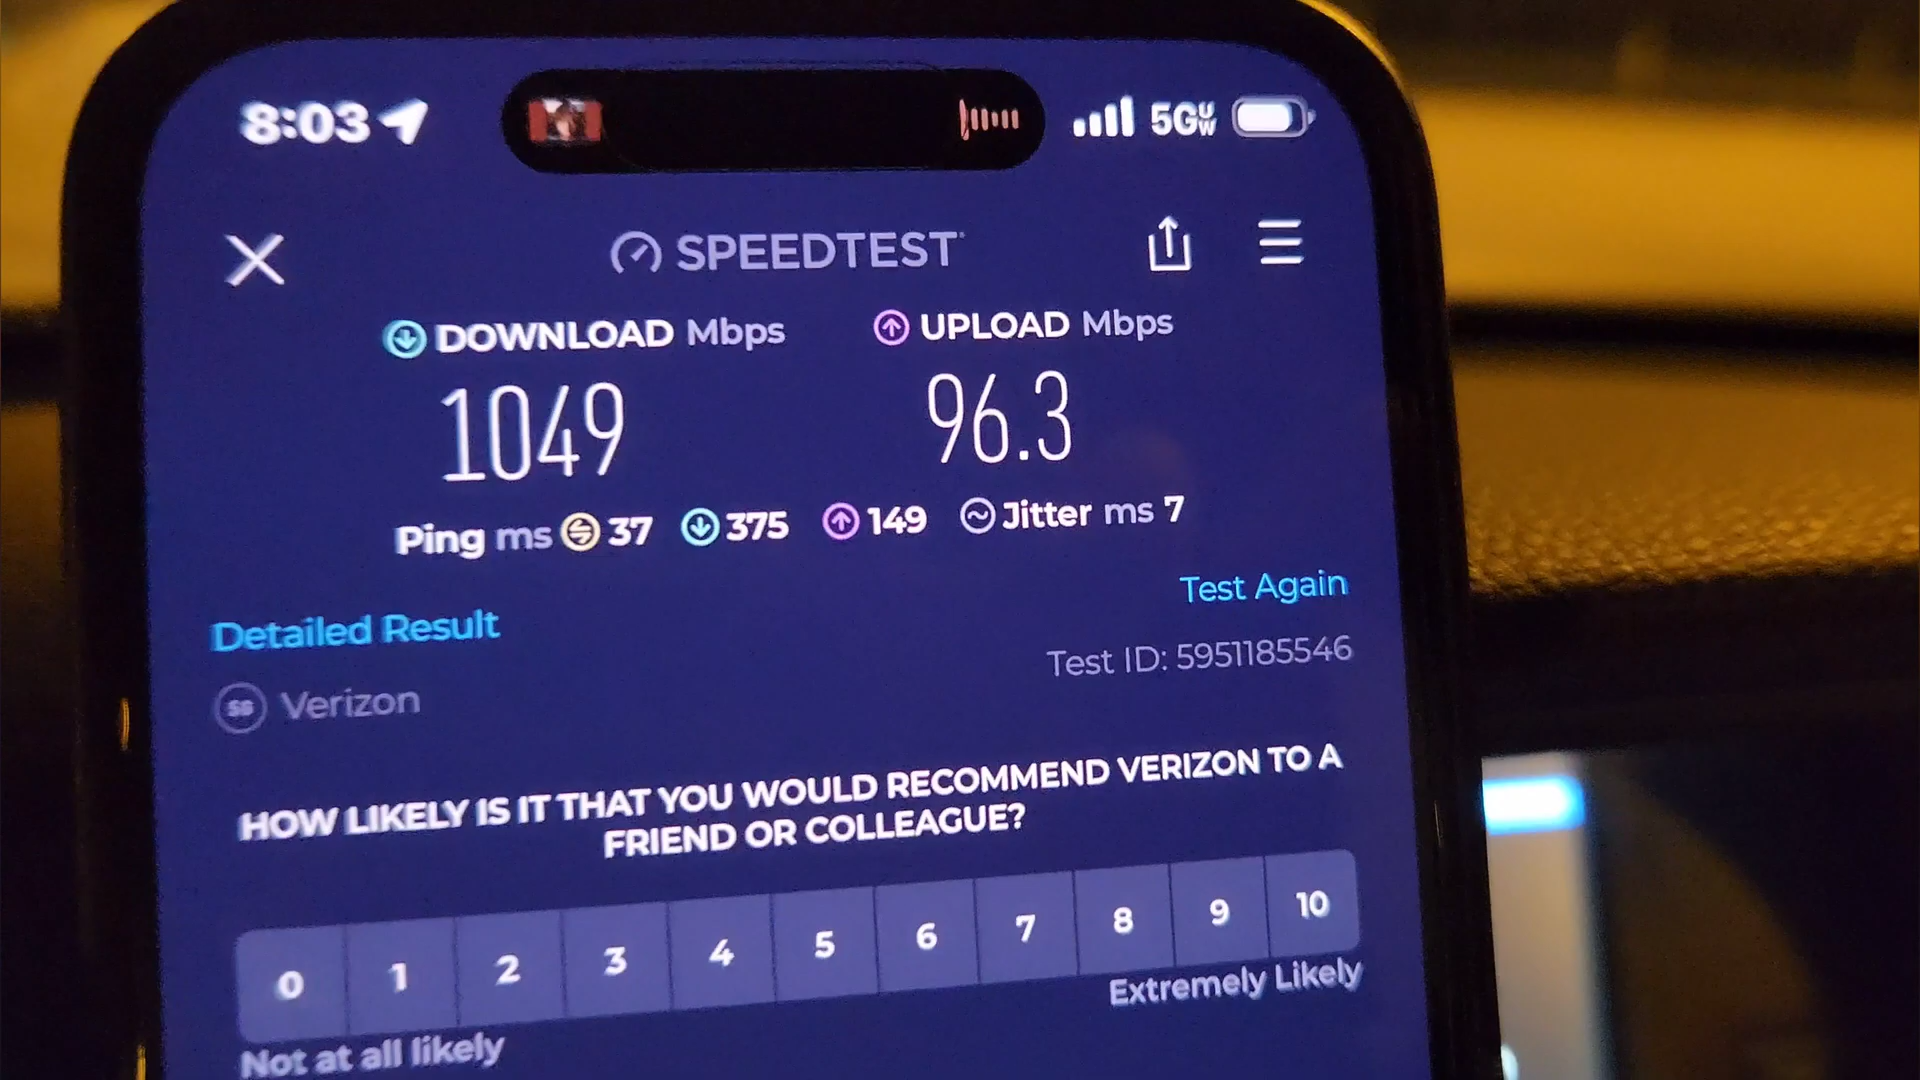 8:03 5G UW
SPEEDTEST
DOWNLOAD Mbps UPLOAD Mbps
1049 96.3
Ping ms 37 375 149 Jitter ms 7
Test Again
Detailed Result
Test ID: 5951185546
Verizon
HOW LIKELY IS IT THAT YOU WOULD RECOMMEND VERIZON TO A
FRIEND OR COLLEAGUE?
0 1 2 3 4 5 6 7 8 9 10
Extremely Likely
Not at all likely